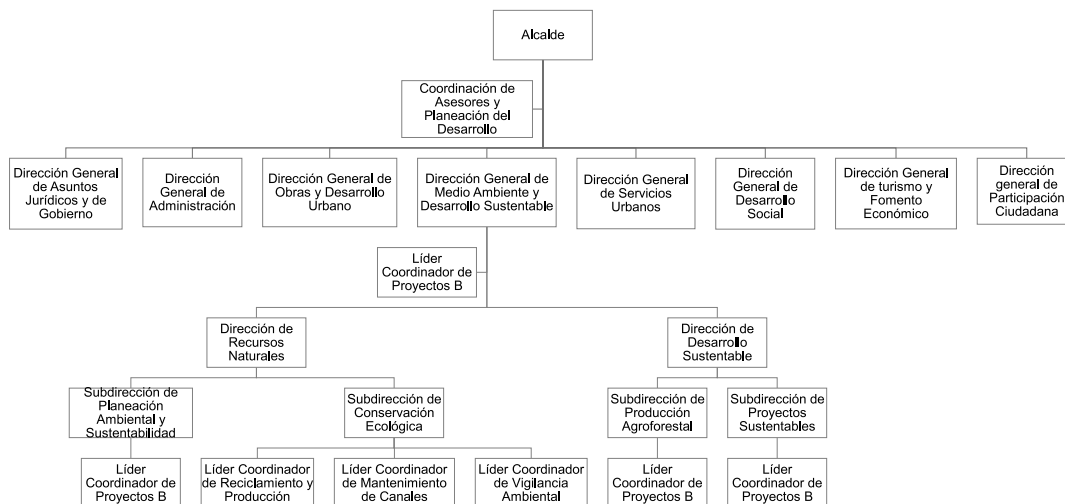 Alcalde
Coordinación de
Asesores y
Planeación del
Desarrollo
Dirección General
de Asuntos
Jurídicos y de
Gobierno
Dirección
General de
Administración
Dirección General de
Obras y Desarrollo
Urbano
Dirección General de
Medio Ambiente y
Desarrollo Sustentable
Dirección General
de Servicios
Urbanos
Dirección
General de
Desarrollo
Social
Dirección General
de turismo y
Fomento
Económico
Dirección
general de
Participación
Ciudadana
Líder
Coordinador de
Proyectos B
Dirección de
Recursos
Naturales
Dirección de
Desarrollo
Sustentable
Subdirección de
Planeación
Ambiental y
Sustentabilidad
Subdirección de
Conservación
Ecológica
Subdirección de
Producción
Agroforestal
Subdirección de
Proyectos
Sustentables
Líder
Coordinador de
Proyectos B
Líder Coordinador
de Reciclamiento y
Producción
Líder Coordinador
de Mantenimiento
de Canales
Líder Coordinador
de Vigilancia
Ambiental
Líder
Coordinador de
Proyectos B
Líder
Coordinador de
Proyectos B